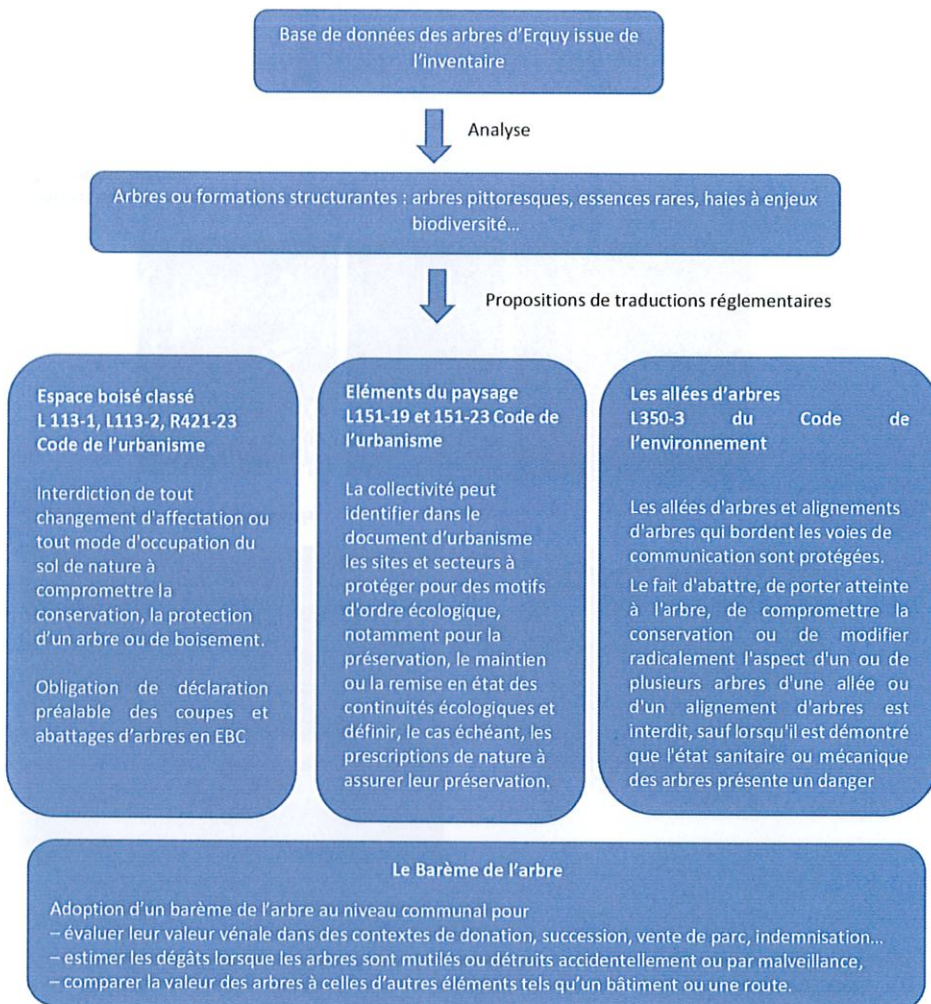 Base de données des arbres d'Erquy issue de
l'inventaire
Analyse
Arbres ou formations structurantes : arbres pittoresques, essences rares, haies à enjeux
biodiversité...
Propositions de traductions réglementaires
Espace boisé classé
L 113-1, L113-2, R421-23
Code de l'urbanisme
Interdiction de tout
changement d'affectation ou
tout mode d'occupation du
sol de nature à
compromettre la
conservation, la protection
d'un arbre ou de boisement.
Obligation de déclaration
préalable des coupes et
abattages d'arbres en EBC
Eléments du paysage
L151-19 et 151-23 Code de
l'urbanisme
La collectivité peut
identifier dans le
document d'urbanisme
les sites et secteurs à
protéger pour des motifs
d'ordre écologique,
notamment pour la
préservation, le maintien
ou la remise en état des
continuités écologiques et
définir, le cas échéant, les
prescriptions de nature à
assurer leur préservation.
Les allées d'arbres
L350-3 du Code de
l'environnement
Les allées d'arbres et alignements
d'arbres qui bordent les voies de
communication sont protégées.
Le fait d'abattre, de porter atteinte
à l'arbre, de compromettre la
conservation ou de modifier
radicalement l'aspect d'un ou de
plusieurs arbres d'une allée ou
d'un alignement d'arbres est
interdit, sauf lorsqu'il est démontré
que l'état sanitaire ou mécanique
des arbres présente un danger
Le Barème de l'arbre
Adoption d'un barème de l'arbre au niveau communal pour
– évaluer leur valeur vénale dans des contextes de donation, succession, vente de parc, indemnisation...
– estimer les dégâts lorsque les arbres sont mutilés ou détruits accidentellement ou par malveillance,
– comparer la valeur des arbres à celles d'autres éléments tels qu'un bâtiment ou une route.